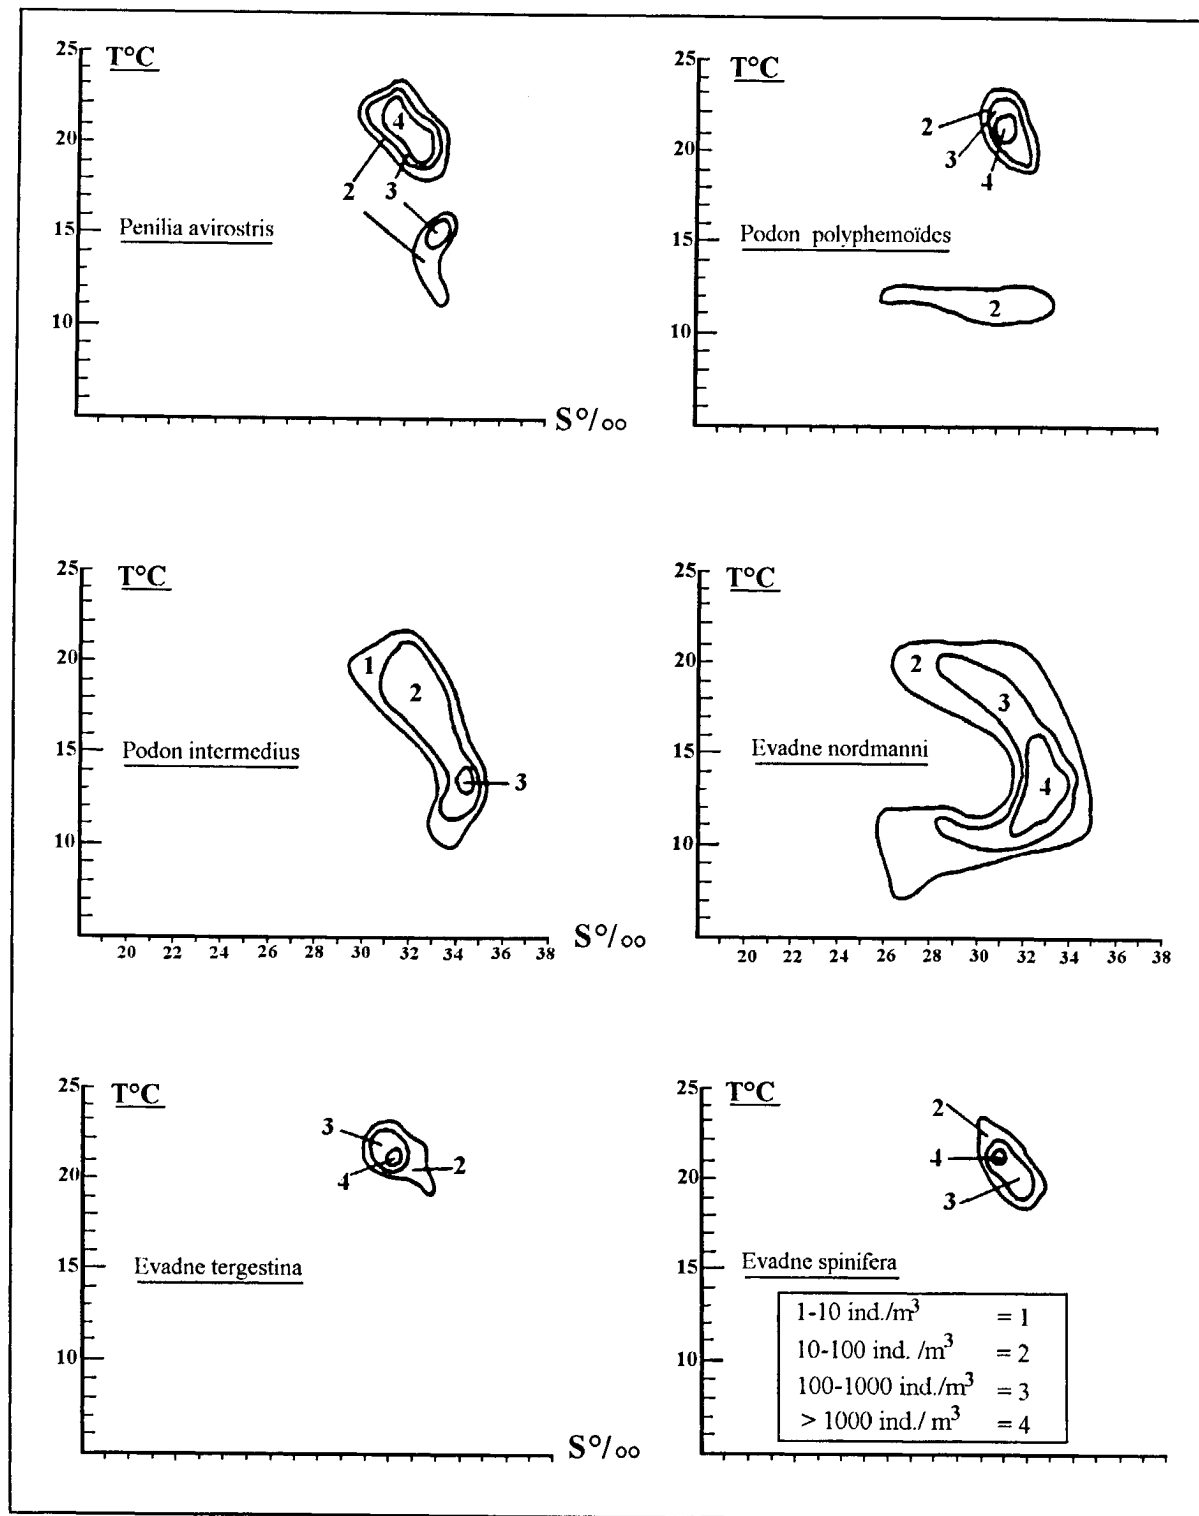 25 T°C
20
15
10
4
2 3
Penilia avirostris
S°/oo
25 T°C
20
15
10
2
3
4
Podon polyphemoïdes
2
25 T°C
20
15
10
1
2
3
Podon intermedius
20 22 24 26 28 30 32 34 36 38
S°/oo
25 T°C
20
15
10
2
3
4
Evadne nordmanni
20 22 24 26 28 30 32 34 36 38
25 T°C
20
15
10
3
4
2
Evadne tergestina
S°/oo
25 T°C
20
15
10
2
4
3
Evadne spinifera
1-10 ind./m³ = 1
10-100 ind. /m³ = 2
100-1000 ind./m³ = 3
> 1000 ind./ m³ = 4